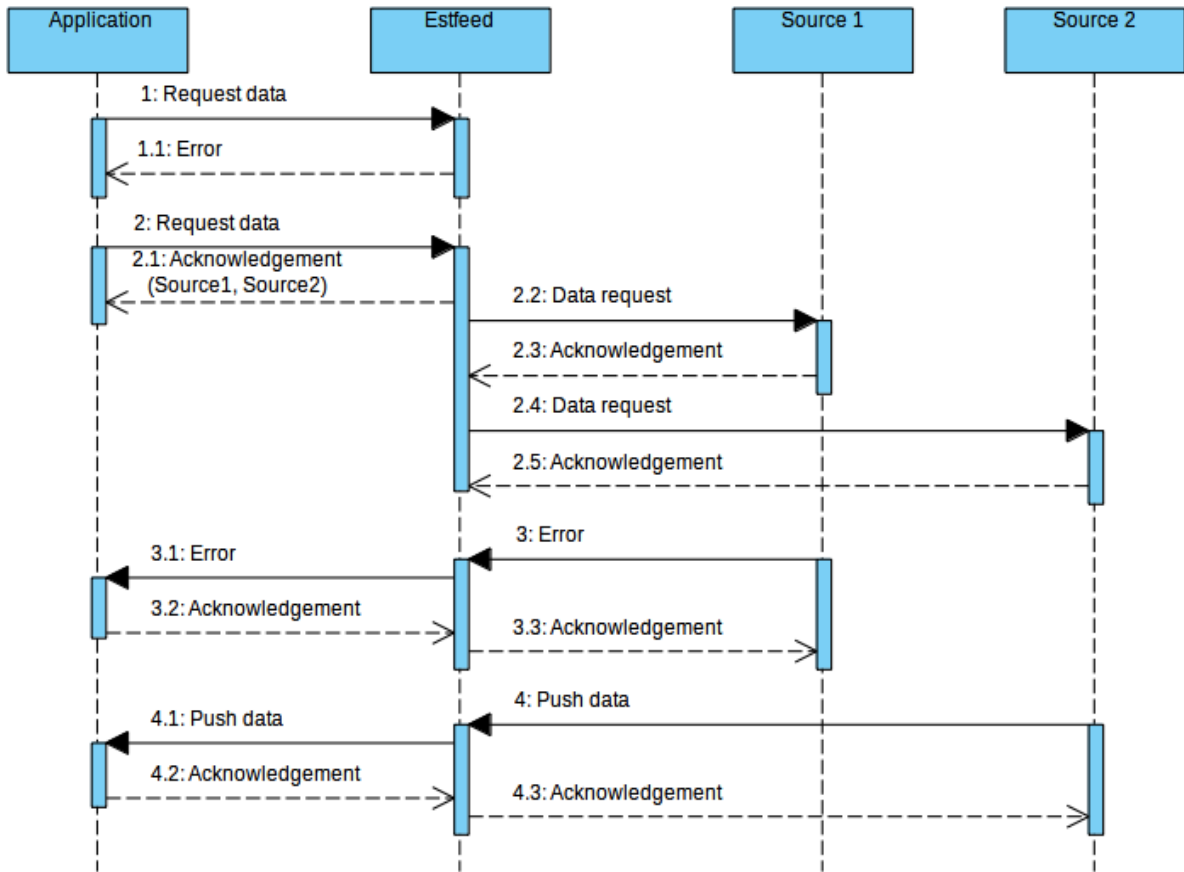 Application
Estfeed
Source 1
Source 2
1: Request data
1.1: Error
2: Request data
2.1: Acknowledgement
(Source1, Source2)
2.2: Data request
2.3: Acknowledgement
2.4: Data request
2.5: Acknowledgement
3: Error
3.1: Error
3.2: Acknowledgement
3.3: Acknowledgement
4: Push data
4.1: Push data
4.2: Acknowledgement
4.3: Acknowledgement